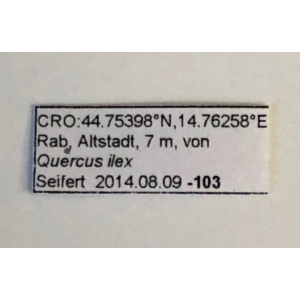 CRO:44.75398°N,14.76258°E
Rab, Altstadt, 7 m, von
Quercus ilex
Seifert 2014.08.09 -103